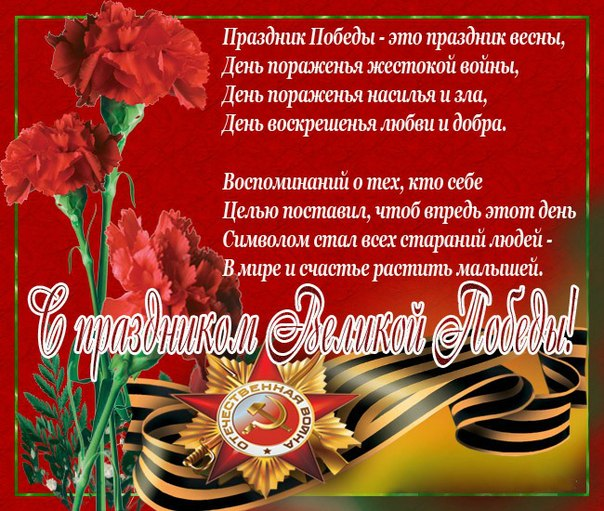 Праздник Победы - это праздник весны,
День пораженья жестокой войны,
День пораженья насилья и зла,
День воскрешенья любви и добра.
Воспоминаний о тех, кто себе
Целью поставил, чтоб впредь этот день
Символом стал всех стараний людей -
В мире и счастье растить малышей.
С праздником Великой Победы!
ОТЕЧЕСТВЕННАЯ ВОЙНА